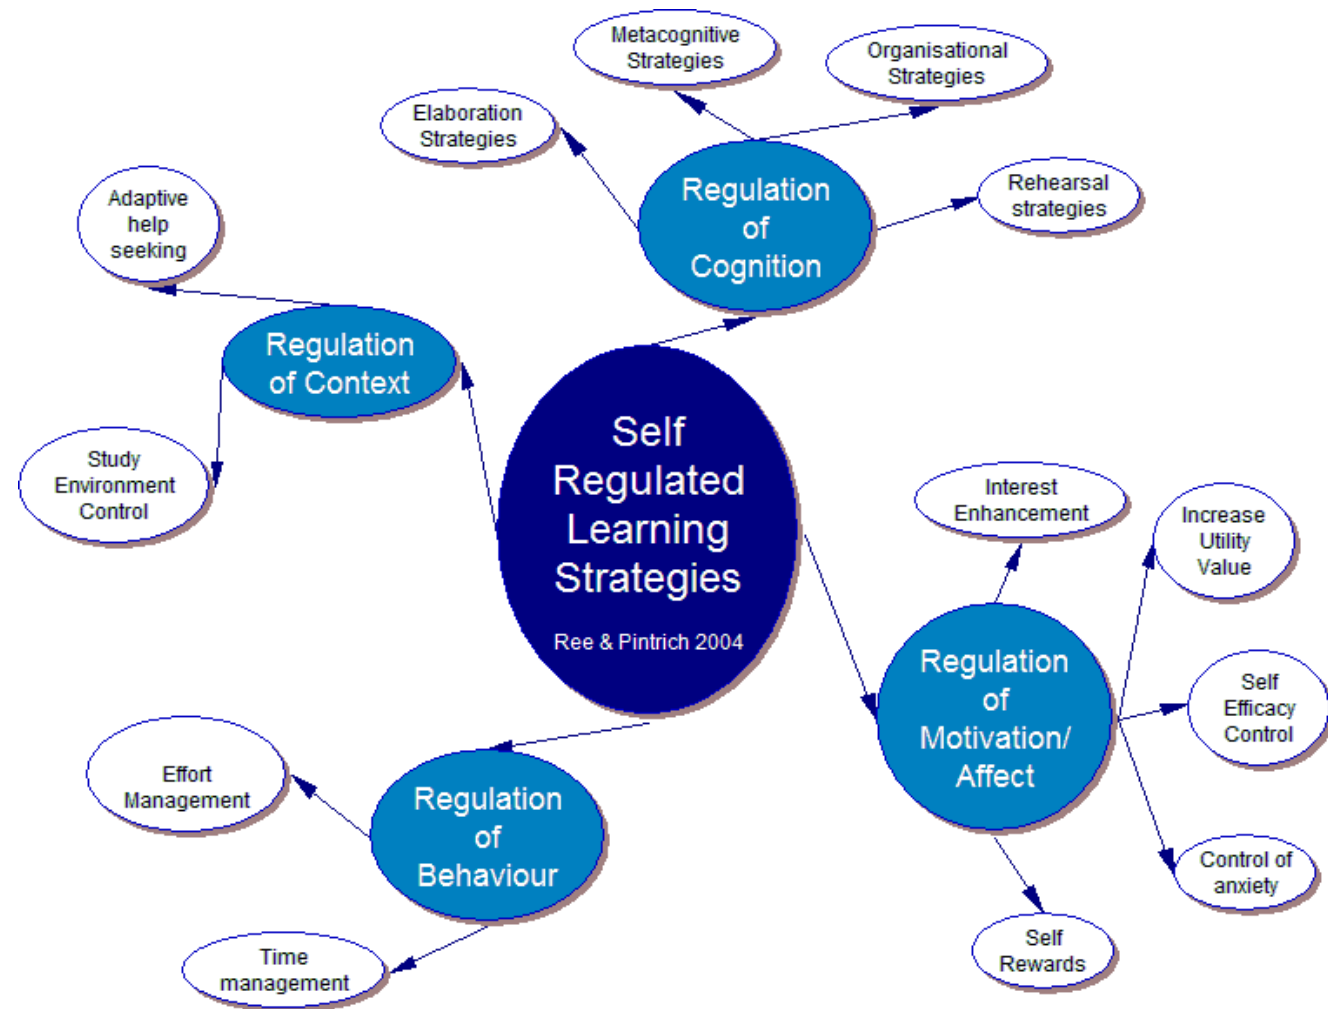 Metacognitive
Strategies
Organisational
Strategies
Elaboration
Strategies
Regulation
of
Cognition
Rehearsal
strategies
Adaptive
help
seeking
Regulation
of Context
Study
Environment
Control
Self
Regulated
Learning
Strategies
Ree & Pintrich 2004
Interest
Enhancement
Increase
Utility
Value
Regulation
of
Motivation/
Affect
Self
Efficacy
Control
Control of
anxiety
Self
Rewards
Effort
Management
Regulation
of
Behaviour
Time
management